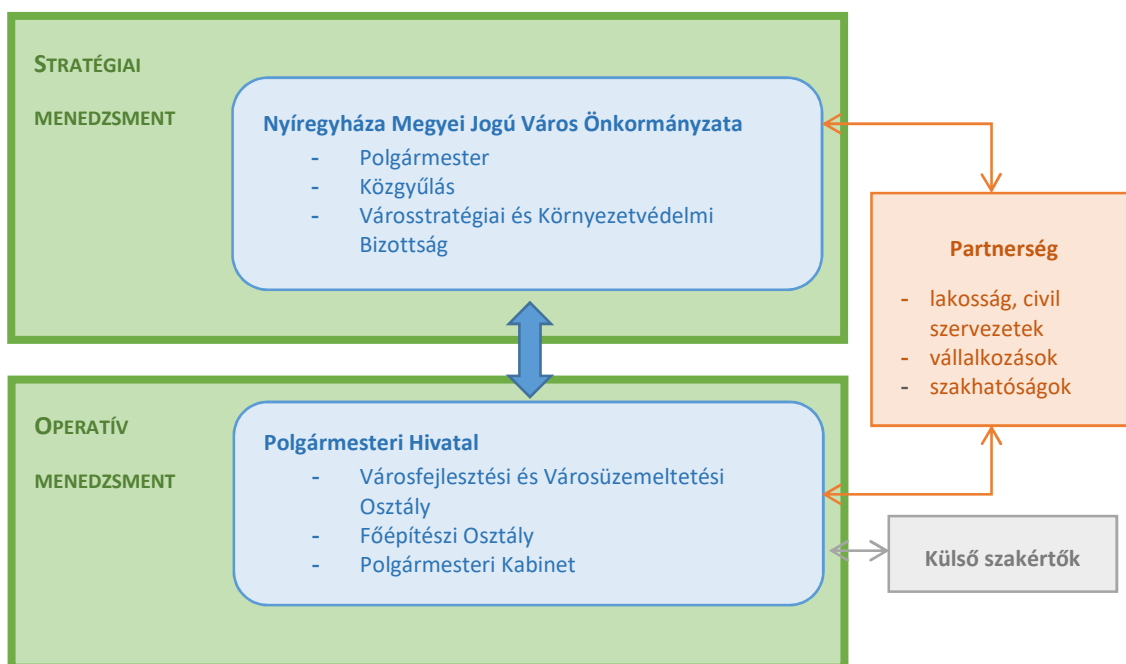 STRATÉGIAI
MENEDZSMENT
Nyíregyháza Megyei Jogú Város Önkormányzata
- Polgármester
- Közgyűlás
- Városstratégiai és Környezetvédelmi
Bizottság
Partnerség
- lakosság, civil
szervezetek
- vállalkozások
- szakhatóságok
OPERATÍV
MENEDZSMENT
Polgármesteri Hivatal
- Városfejlesztési és Városüzemeltetési
Osztály
- Főépítészi Osztály
- Polgármesteri Kabinet
Külső szakértők